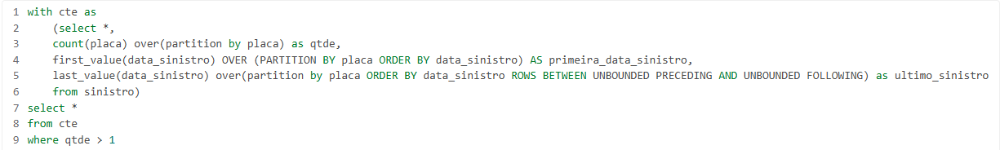 1 with cte as
2 (select *,
3 count(placa) over(partition by placa) as qtde,
4 first_value(data_sinistro) OVER (PARTITION BY placa ORDER BY data_sinistro) AS primeira_data_sinistro,
5 last_value(data_sinistro) over(partition by placa ORDER BY data_sinistro ROWS BETWEEN UNBOUNDED PRECEDING AND UNBOUNDED FOLLOWING) as ultimo_sinistro
6 from sinistro)
7 select *
8 from cte
9 where qtde > 1